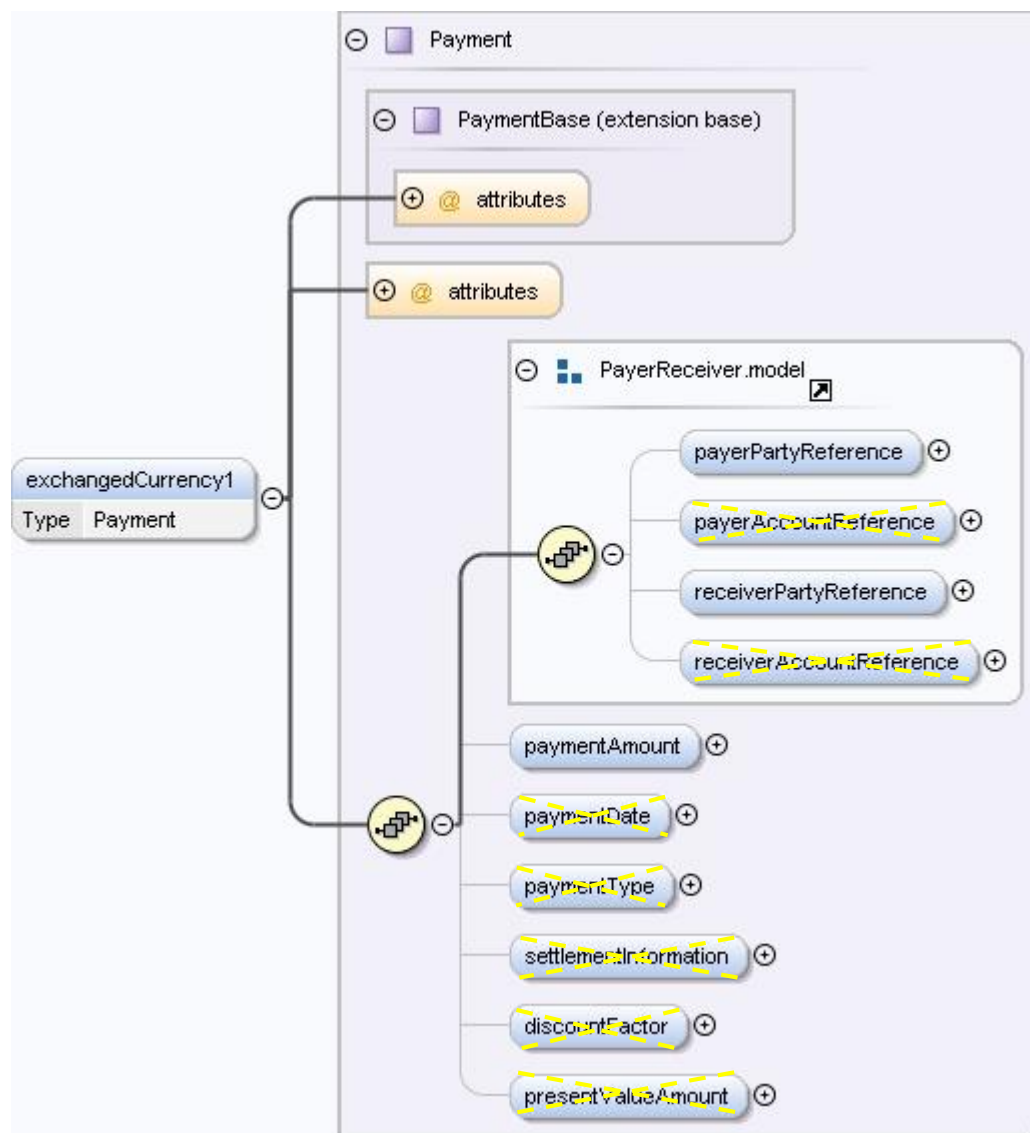 Payment
PaymentBase (extension base)
@ attributes
@ attributes
PayerReceiver.model
payerPartyReference
exchangedCurrency1
Type Payment
payerAccountReference
receiverPartyReference
receiverAccountReference
paymentAmount
paymentDate
paymentType
settlementInformation
discountFactor
presentValueAmount